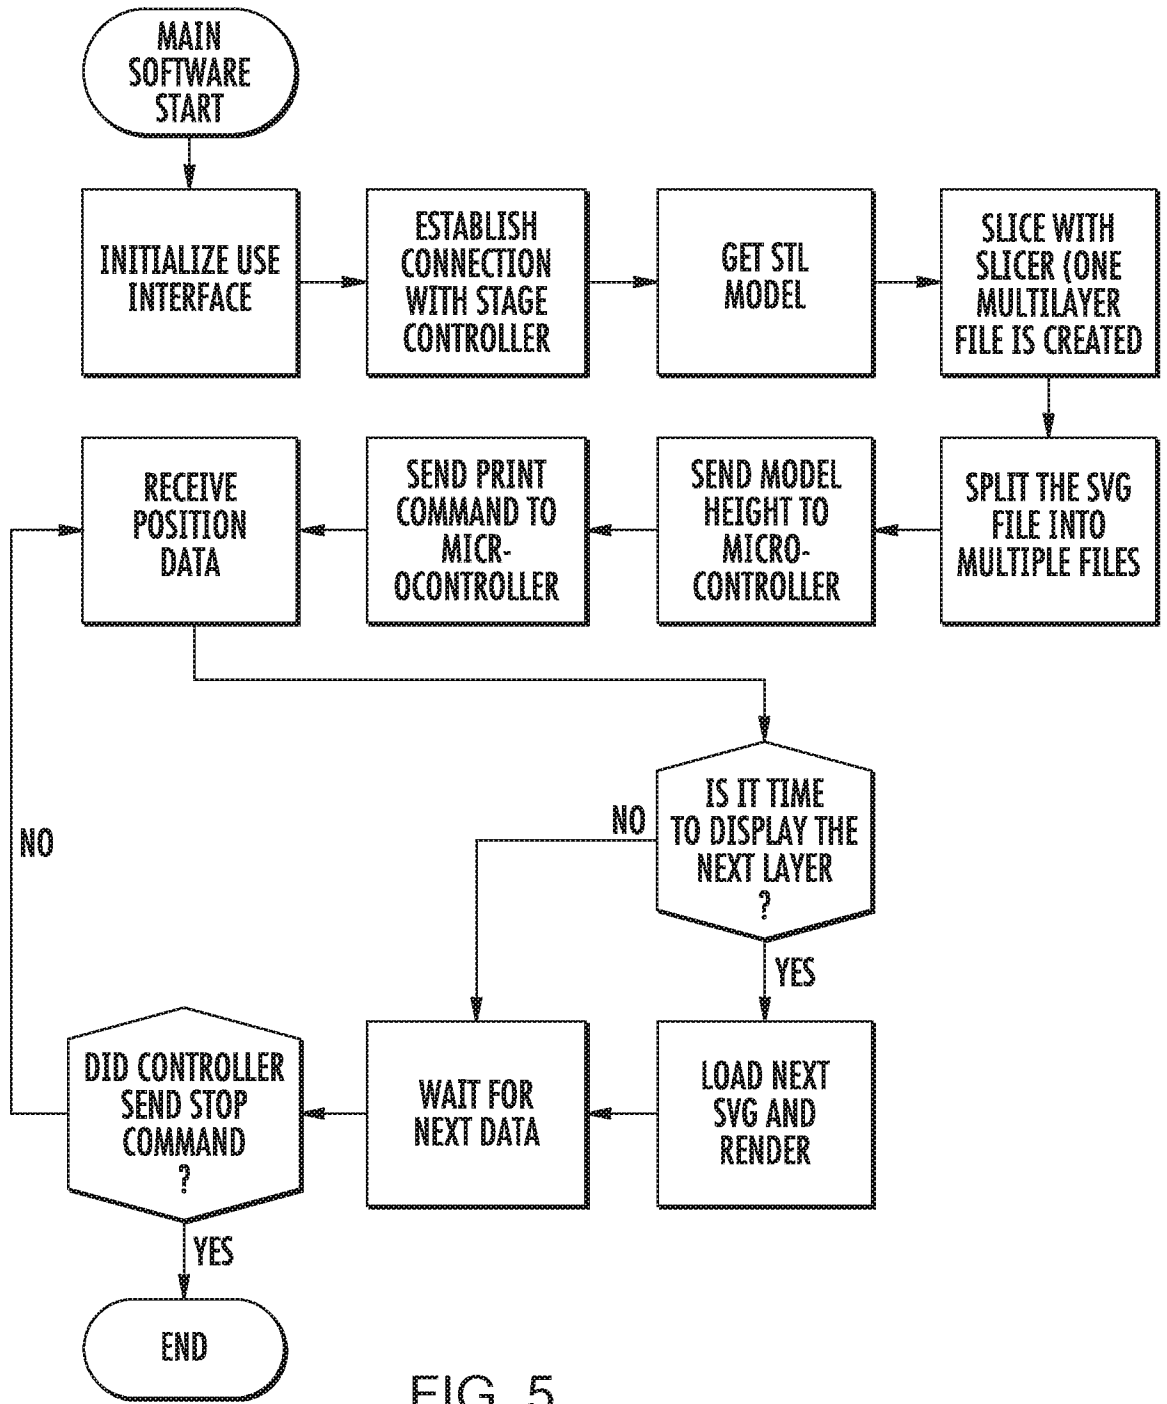 MAIN
SOFTWARE
START
INITIALIZE USE
INTERFACE
ESTABLISH
CONNECTION
WITH STAGE
CONTROLLER
GET STL
MODEL
SLICE WITH
SLICER (ONE
MULTILAYER
FILE IS CREATED
SPLIT THE SVG
FILE INTO
MULTIPLE FILES
SEND MODEL
HEIGHT TO
MICRO-
CONTROLLER
SEND PRINT
COMMAND TO
MICR-
OCONTROLLER
RECEIVE
POSITION
DATA
IS IT TIME
TO DISPLAY THE
NEXT LAYER
?
NO
YES
LOAD NEXT
SVG AND
RENDER
WAIT FOR
NEXT DATA
DID CONTROLLER
SEND STOP
COMMAND
?
NO
YES
END
FIG. 5